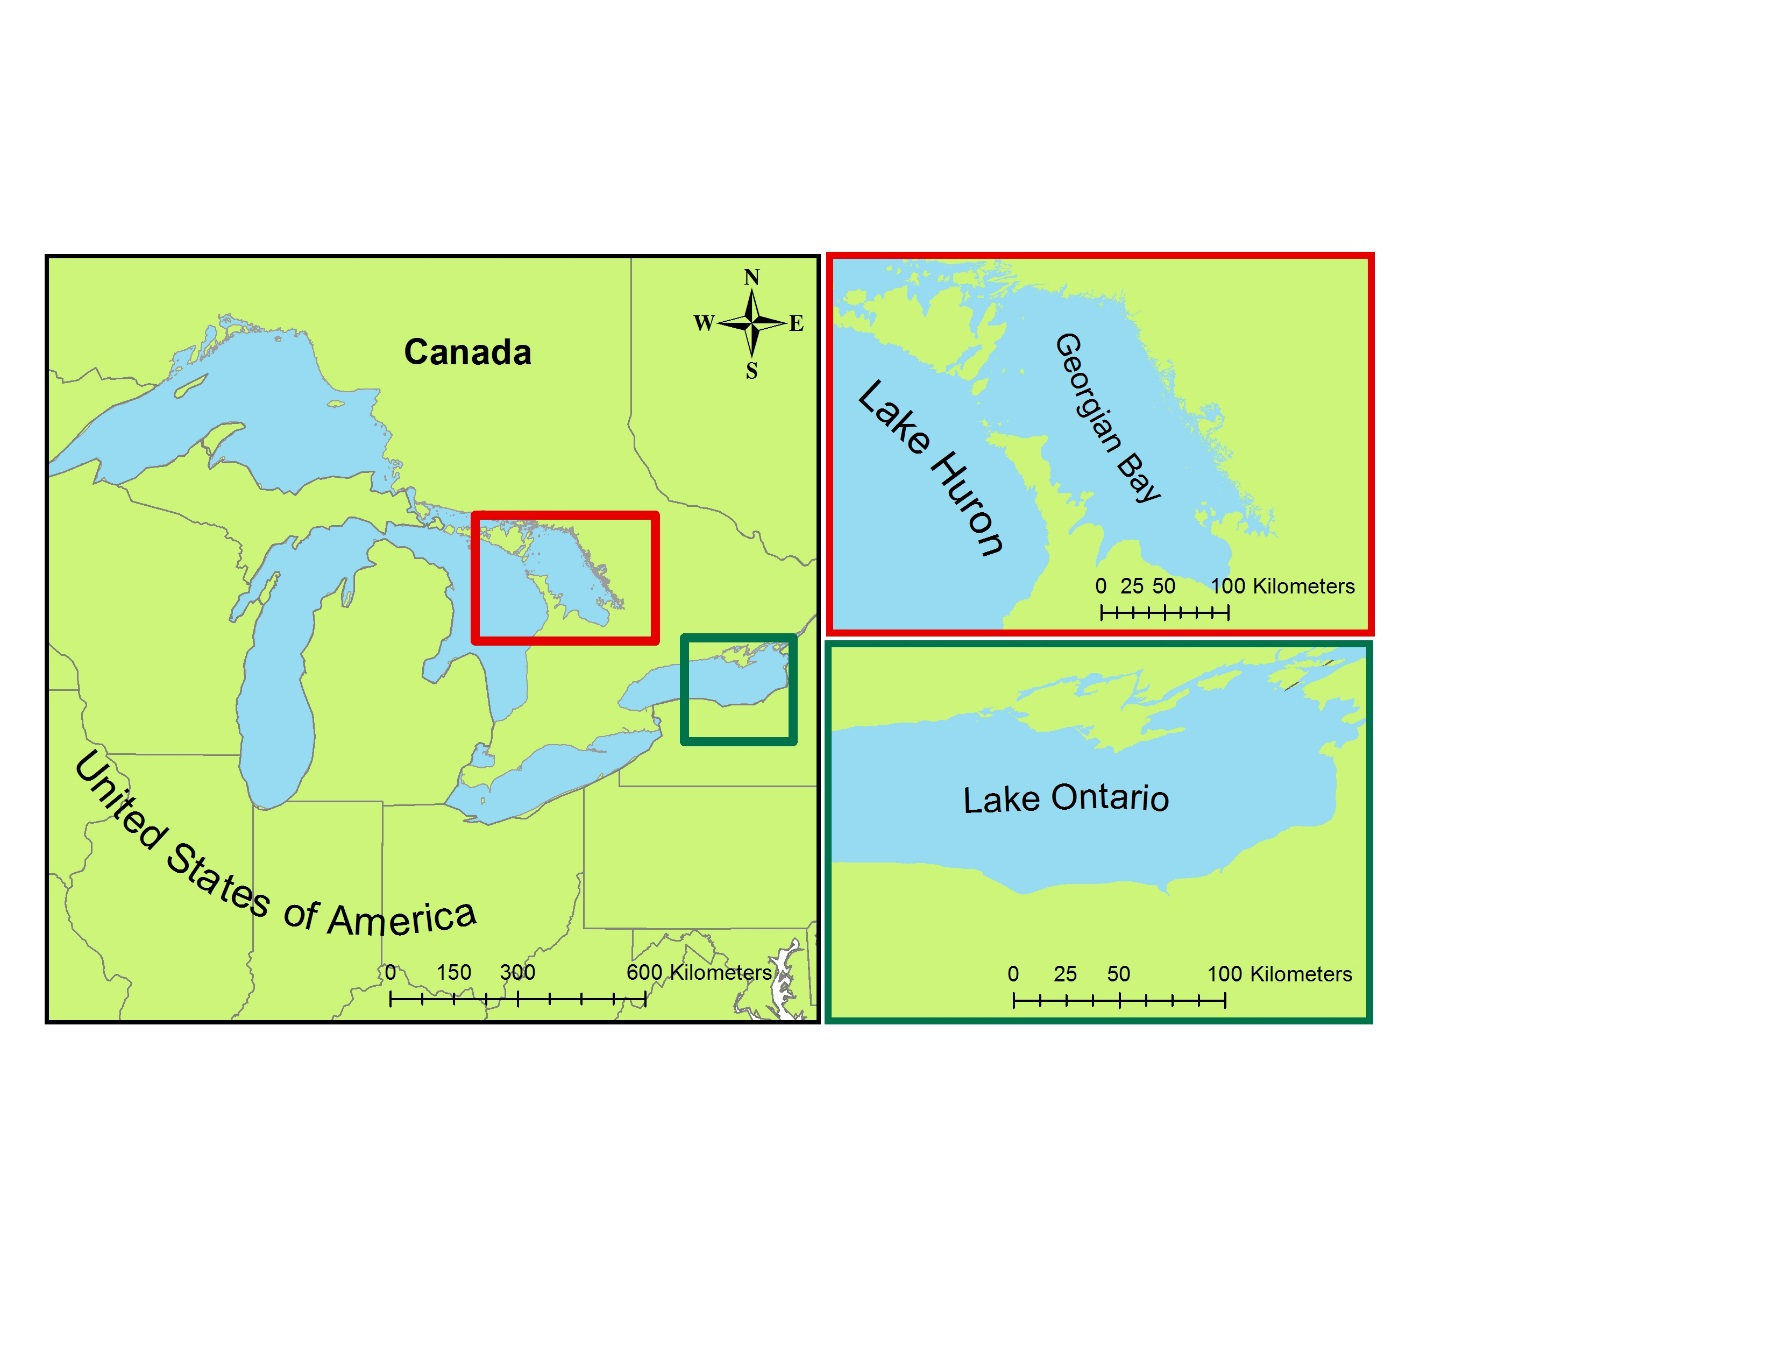 N
W E
S
Canada
United States of America
0 150 300 600 Kilometers
Georgian Bay
Lake Huron
0 25 50 100 Kilometers
Lake Ontario
0 25 50 100 Kilometers